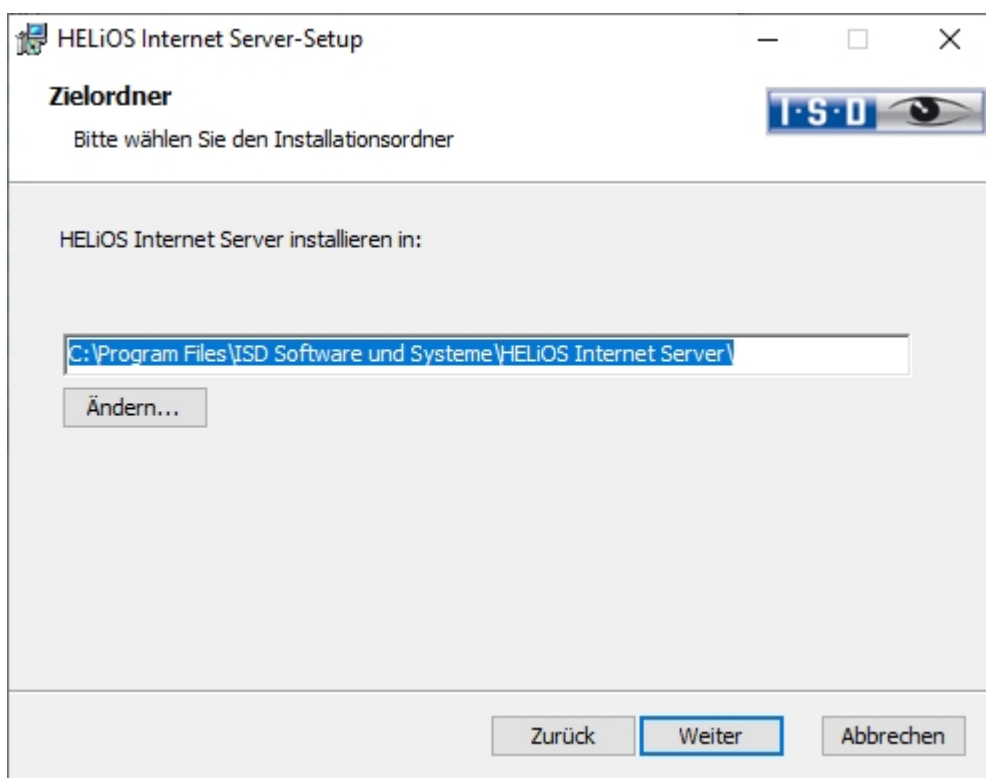 HELiOS Internet Server-Setup
Zielordner
Bitte wählen Sie den Installationsordner
I·S·D
HELiOS Internet Server installieren in:
C:\Program Files\ISD Software und Systeme\HELiOS Internet Server\
Ändern...
Zurück Weiter Abbrechen